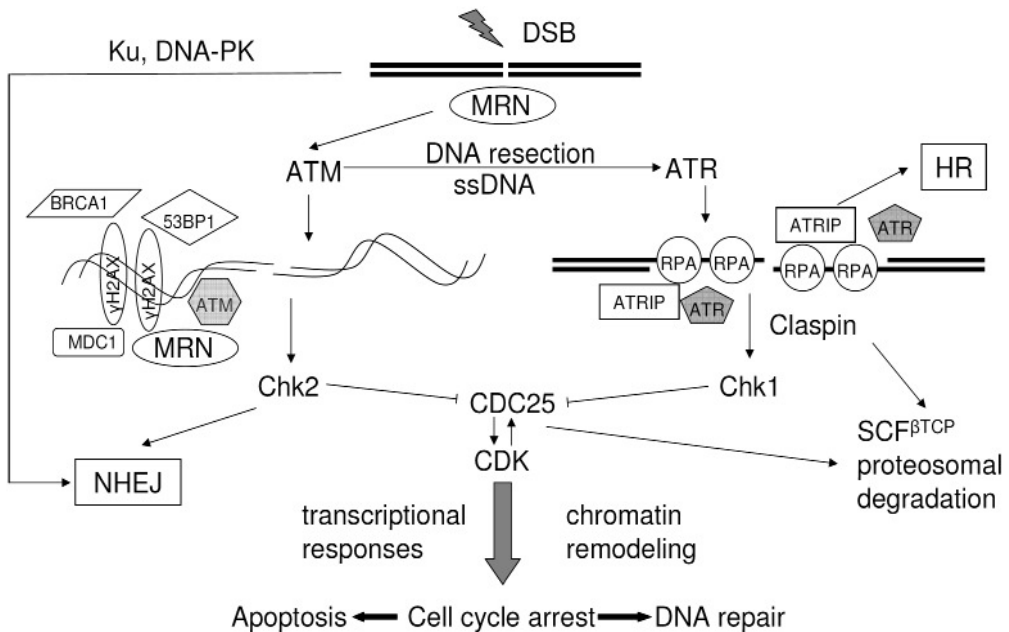 DSB
Ku, DNA-PK
MRN
ATM
DNA resection
ssDNA
ATR
HR
BRCA1
53BP1
γH2AX
γH2AX
ATM
MDC1
MRN
RPA
RPA
ATRIP
ATR
ATRIP
ATR
RPA
RPA
Claspin
Chk2
CDC25
Chk1
CDK
NHEJ
SCFβTCP
proteosomal
degradation
transcriptional
responses
chromatin
remodeling
Apoptosis
Cell cycle arrest
DNA repair